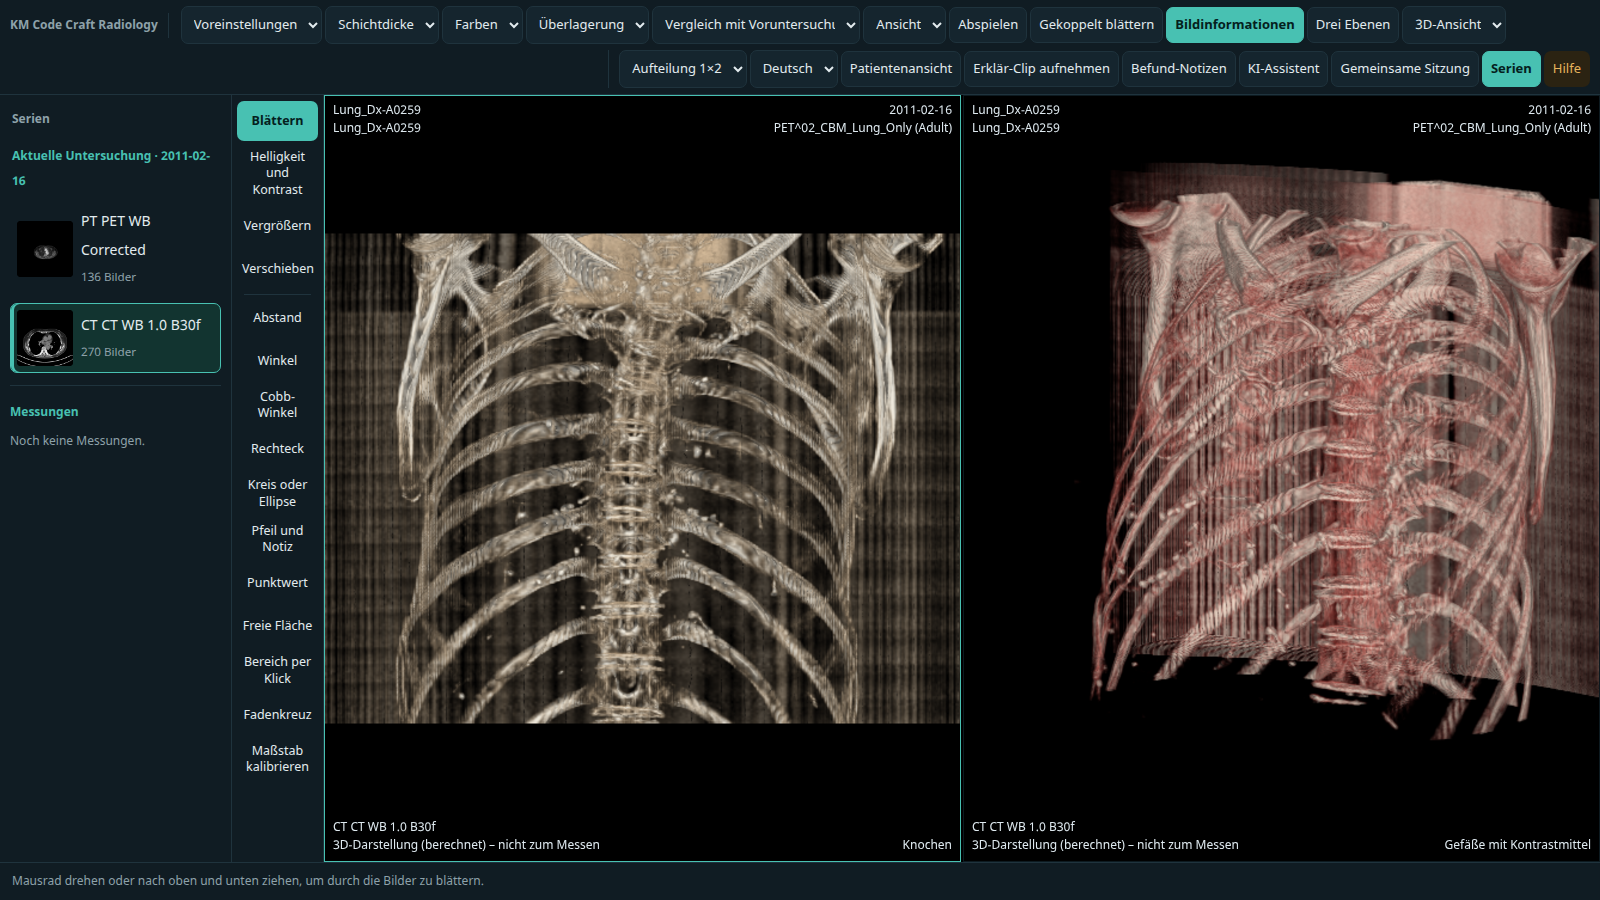 KM Code Craft Radiology
Voreinstellungen
Schichtdicke
Farben
Überlagerung
Vergleich mit Voruntersuchu
Ansicht
Abspielen
Gekoppelt blättern
Bildinformationen
Drei Ebenen
3D-Ansicht
Aufteilung 1×2
Deutsch
Patientenansicht
Erklär-Clip aufnehmen
Befund-Notizen
KI-Assistent
Gemeinsame Sitzung
Serien
Hilfe
Serien
Aktuelle Untersuchung · 2011-02-
16
PT PET WB
Corrected
136 Bilder
CT CT WB 1.0 B30f
270 Bilder
Messungen
Noch keine Messungen.
Blättern
Helligkeit
und
Kontrast
Vergrößern
Verschieben
Abstand
Winkel
Cobb-
Winkel
Rechteck
Kreis oder
Ellipse
Pfeil und
Notiz
Punktwert
Freie Fläche
Bereich per
Klick
Fadenkreuz
Maßstab
kalibrieren
Lung_Dx-A0259
Lung_Dx-A0259
2011-02-16
PET^02_CBM_Lung_Only (Adult)
CT CT WB 1.0 B30f
3D-Darstellung (berechnet) – nicht zum Messen
Knochen
Lung_Dx-A0259
Lung_Dx-A0259
2011-02-16
PET^02_CBM_Lung_Only (Adult)
CT CT WB 1.0 B30f
3D-Darstellung (berechnet) – nicht zum Messen
Gefäße mit Kontrastmittel
Mausrad drehen oder nach oben und unten ziehen, um durch die Bilder zu blättern.